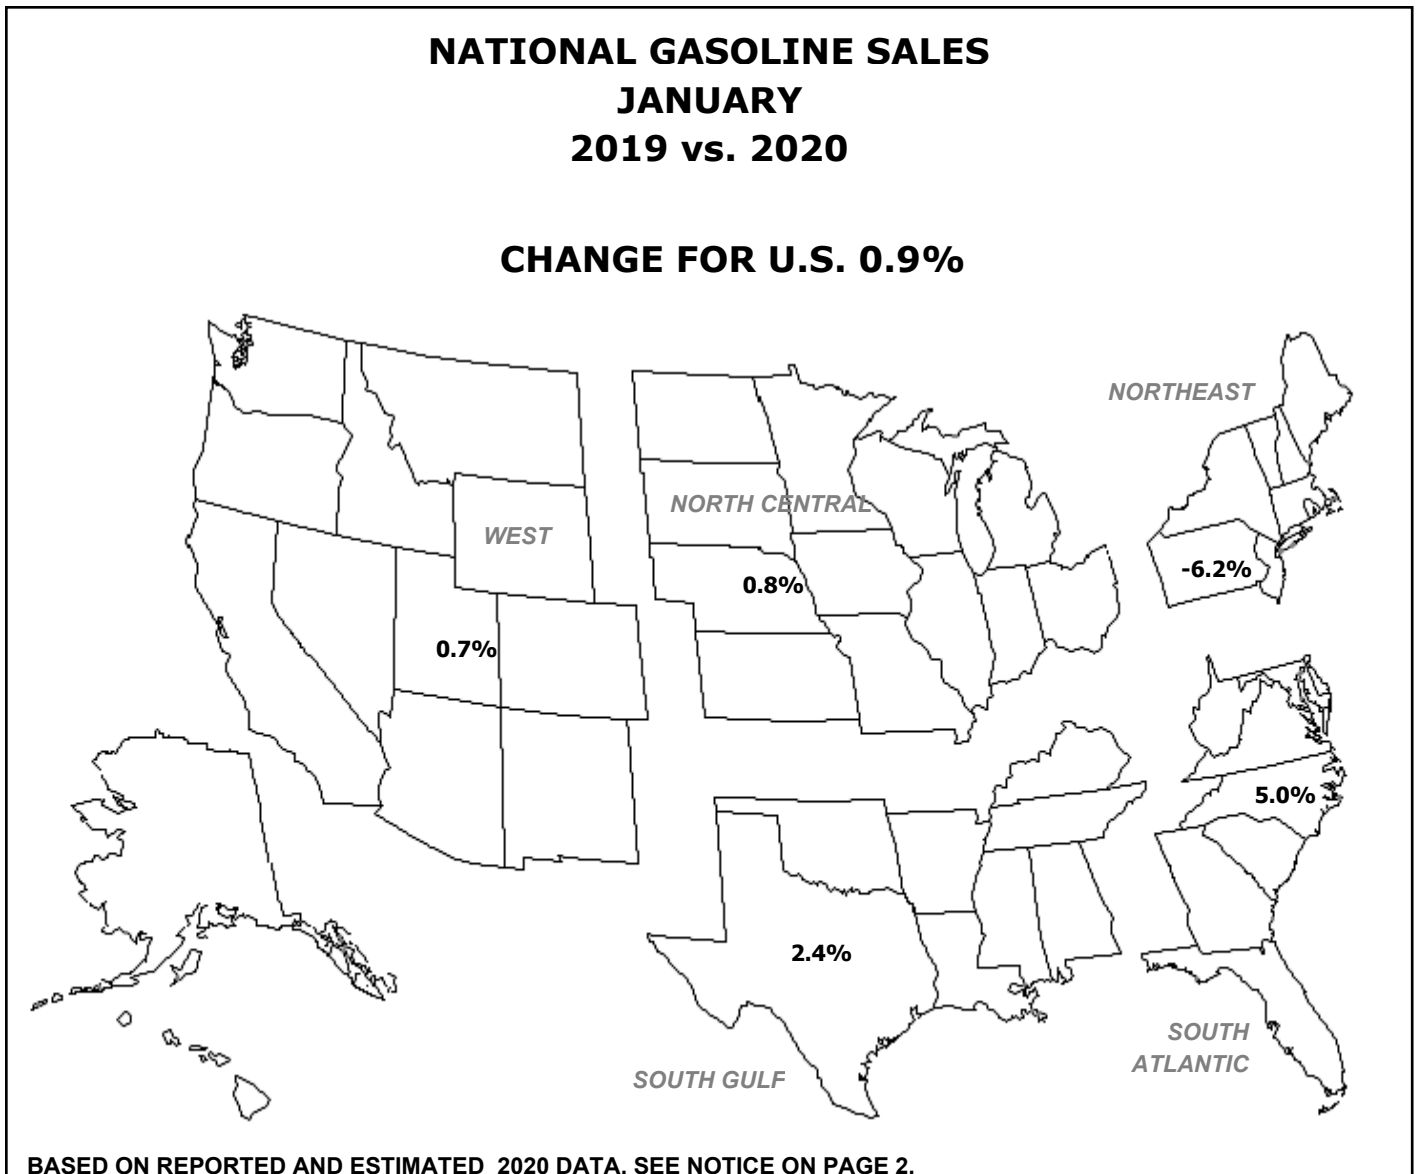 NATIONAL GASOLINE SALES
JANUARY
2019 vs. 2020
CHANGE FOR U.S. 0.9%
NORTHEAST
NORTH CENTRAL
WEST
-6.2%
0.8%
0.7%
5.0%
2.4%
SOUTH
ATLANTIC
SOUTH GULF
BASED ON REPORTED AND ESTIMATED  2020 DATA. SEE NOTICE ON PAGE 2.